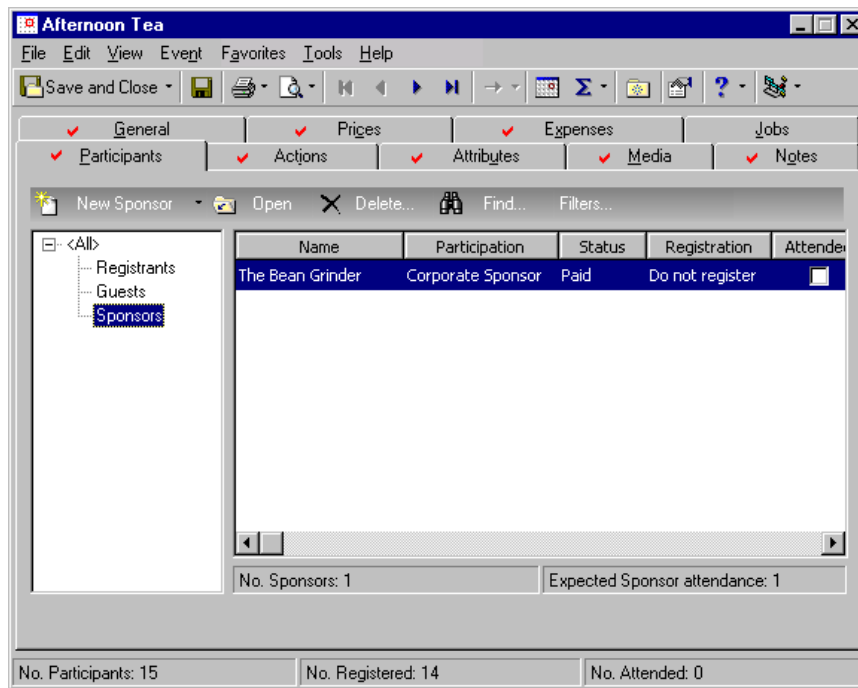 Afternoon Tea
File Edit View Event Favorites Tools Help
Save and Close
General Prices Expenses Jobs
Participants Actions Attributes Media Notes
New Sponsor Open Delete... Find... Filters...
<All>
Registrants
Guests
Sponsors
Name Participation Status Registration Attended
The Bean Grinder Corporate Sponsor Paid Do not register
No. Sponsors: 1 Expected Sponsor attendance: 1
No. Participants: 15 No. Registered: 14 No. Attended: 0